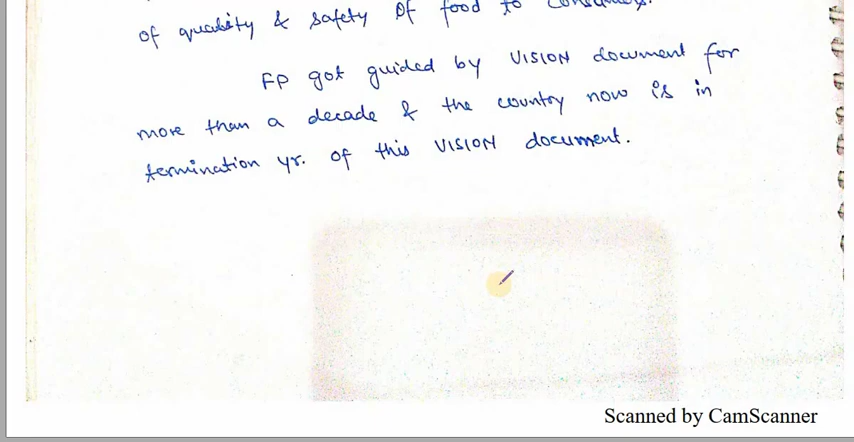 of quality & safety of food to consumers.
FP got guided by VISION document for
more than a decade & the country now is in
termination yr. of this VISION document.
Scanned by CamScanner